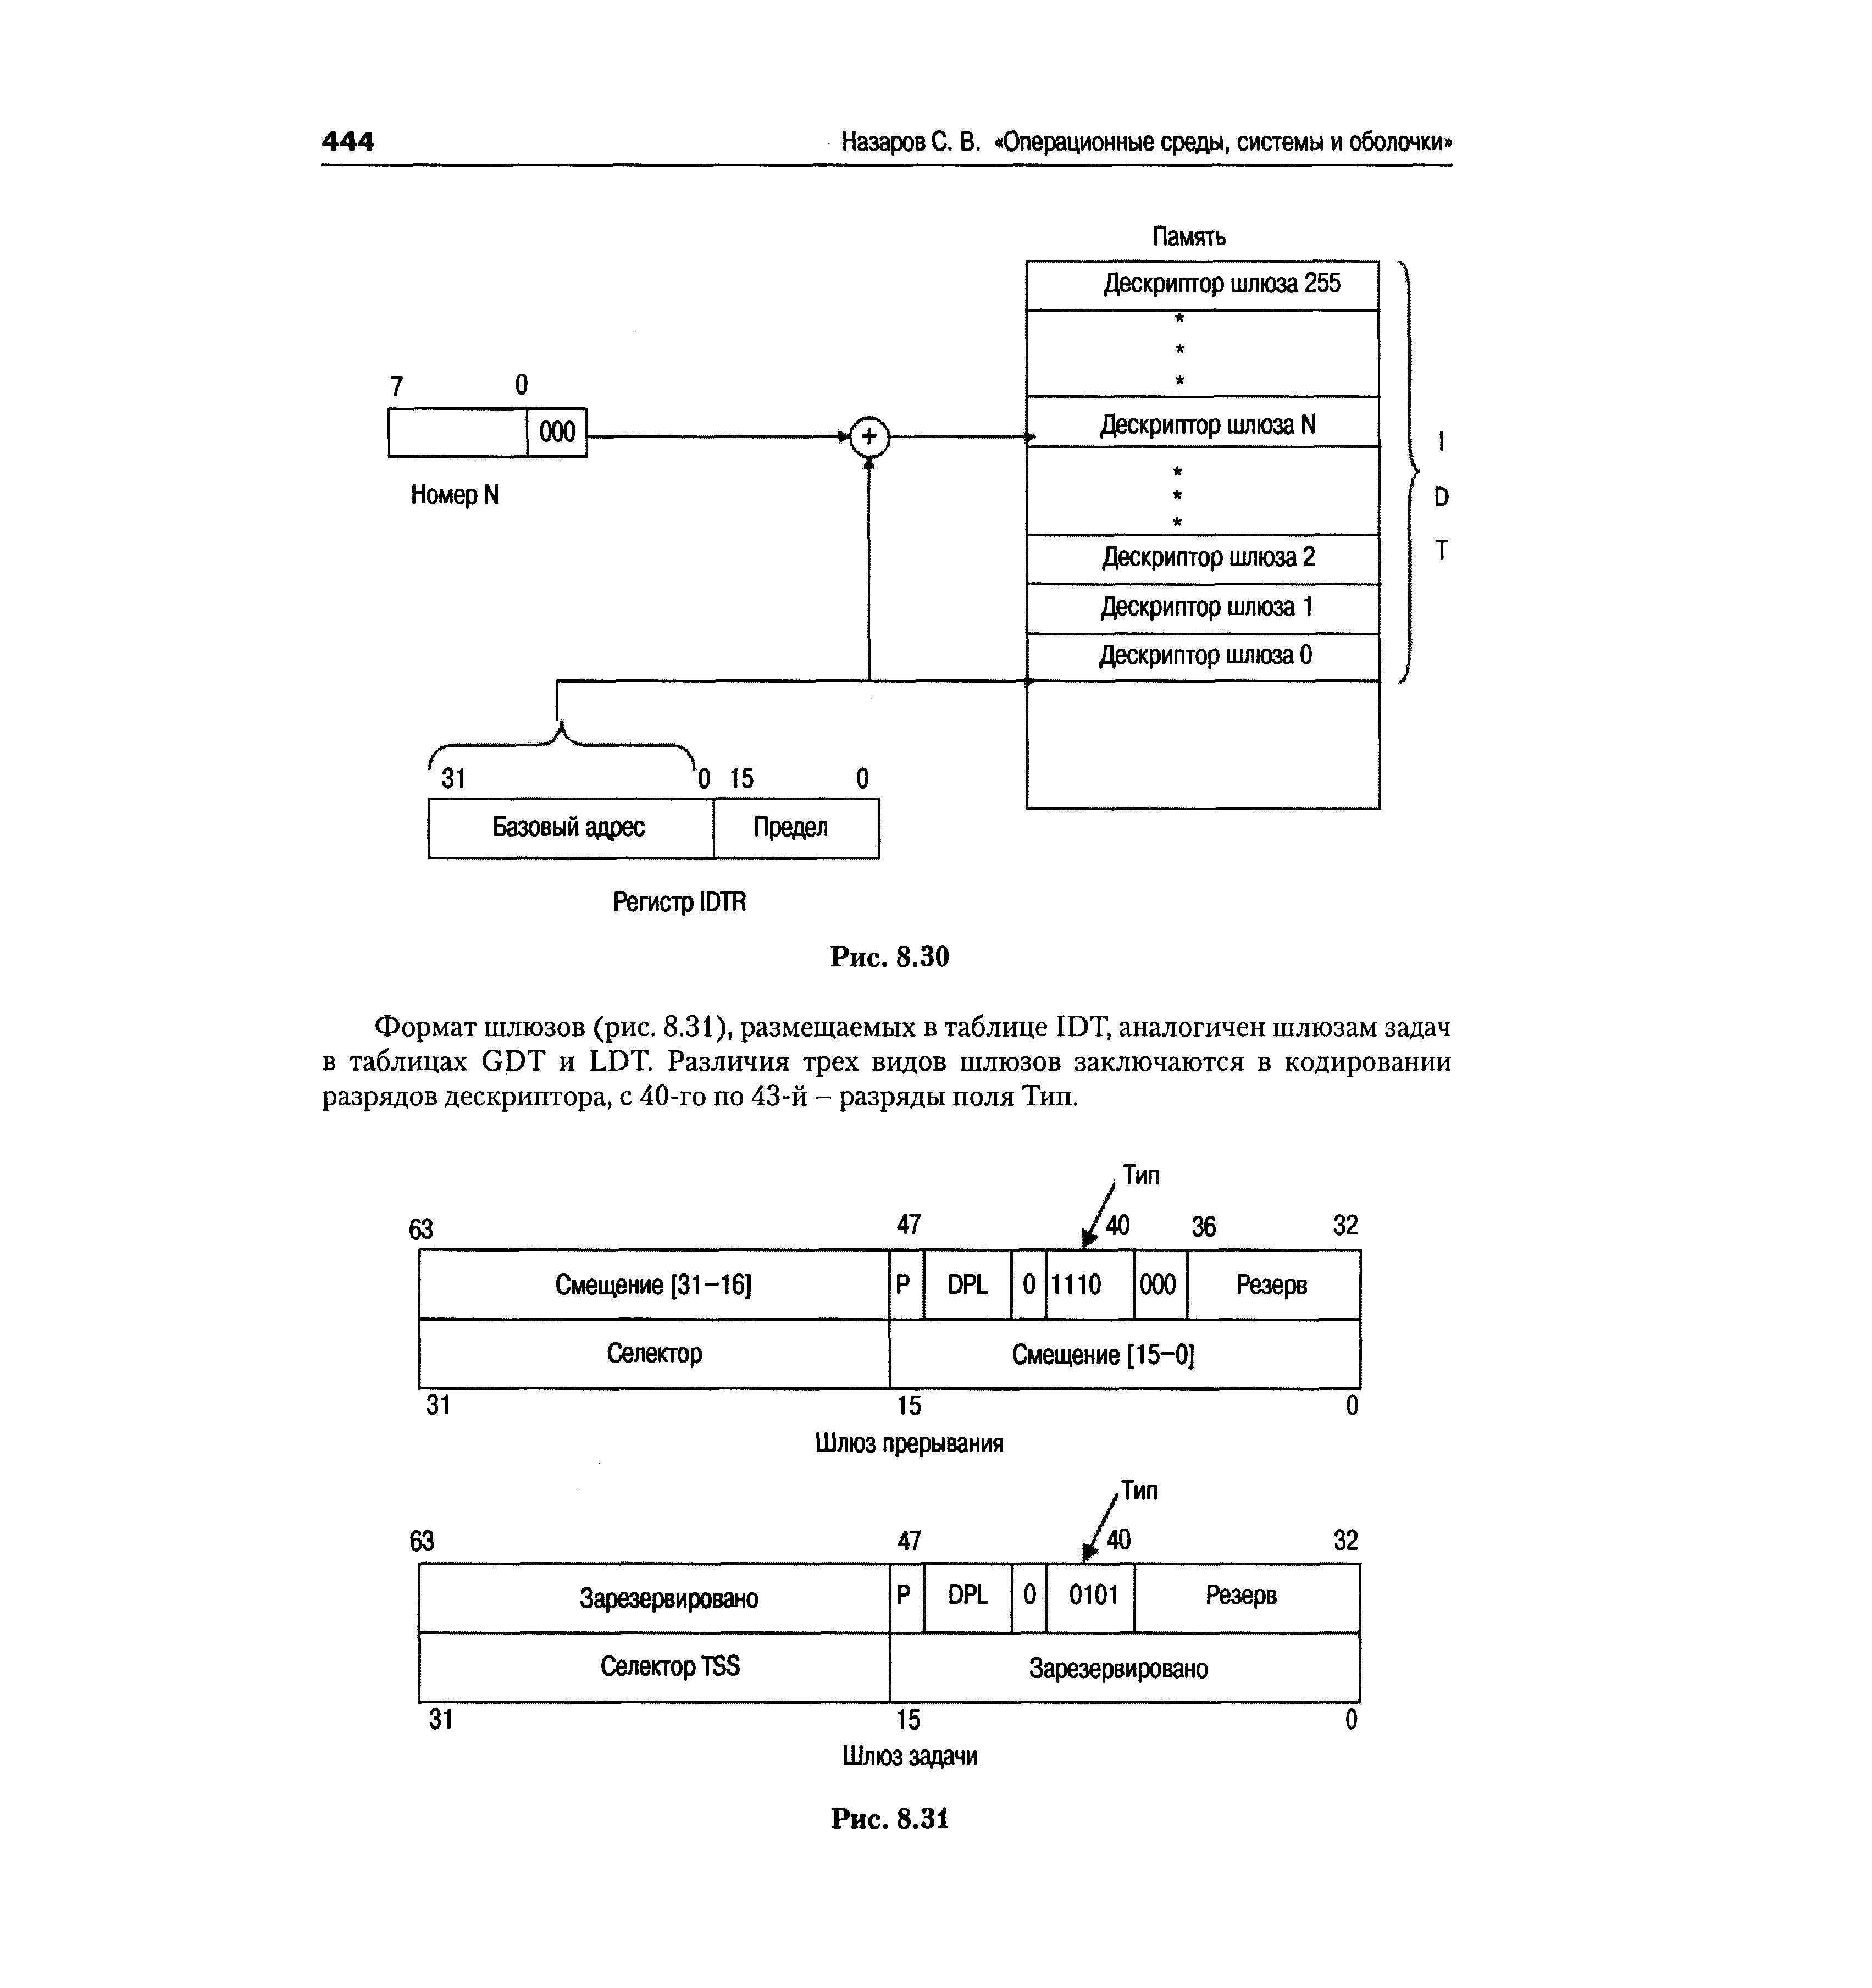 444 Назаров С. В. «Операционные среды, системы и оболочки»
Память
Дескриптор шлюза 255
*
*
*
7 0
000
+
Дескриптор шлюза N
Номер N
*
*
*
I
D
T
Дескриптор шлюза 2
Дескриптор шлюза 1
Дескриптор шлюза 0
31 0 15 0
Базовый адрес Предел
Регистр IDTR
Рис. 8.30
Формат шлюзов (рис. 8.31), размещаемых в таблице IDT, аналогичен шлюзам задач
в таблицах GDT и LDT. Различия трех видов шлюзов заключаются в кодировании
разрядов дескриптора, с 40-го по 43-й – разряды поля Тип.
Тип
63 47 40 36 32
Смещение [31–16] P DPL 0 1110 000 Резерв
Селектор Смещение [15–0]
31 15 0
Шлюз прерывания
Тип
63 47 40 32
Зарезервировано P DPL 0 0101 Резерв
Селектор TSS Зарезервировано
31 15 0
Шлюз задачи
Рис. 8.31